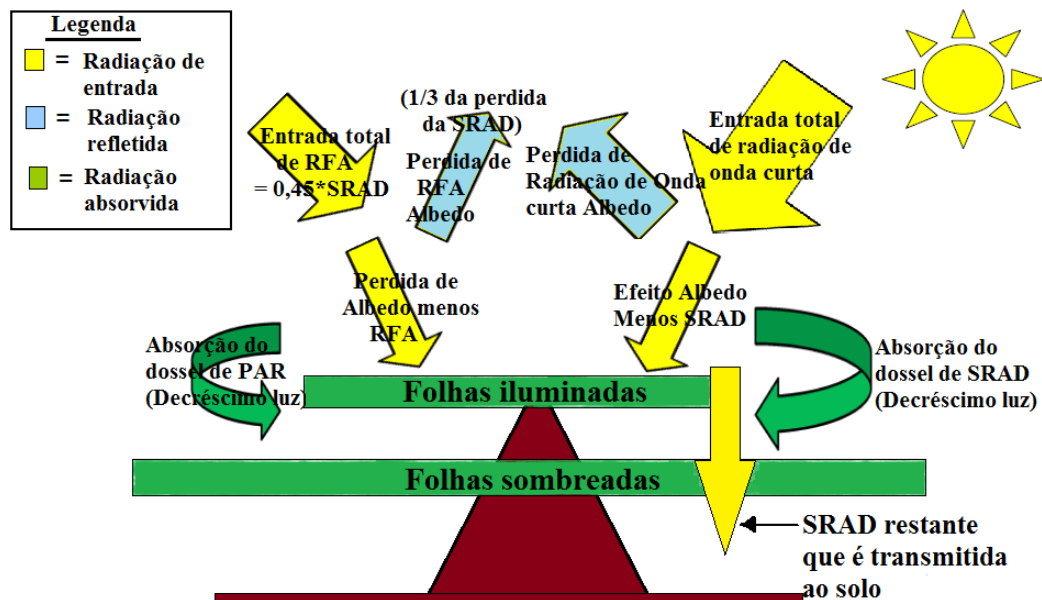 Legenda
= Radiação de
entrada
= Radiação
refletida
= Radiação
absorvida
Entrada total
de RFA
= 0,45*SRAD
(1/3 da perdida
da SRAD)
Perdida de
RFA
Albedo
Perdida de
Radiação de Onda
curta Albedo
Entrada total
de radiação de
onda curta
Perdida de
Albedo menos
RFA
Efeito Albedo
Menos SRAD
Absorção do
dossel de PAR
(Decréscimo luz)
Absorção do
dossel de SRAD
(Decréscimo luz)
Folhas iluminadas
Folhas sombreadas
SRAD restante
que é transmitida
ao solo